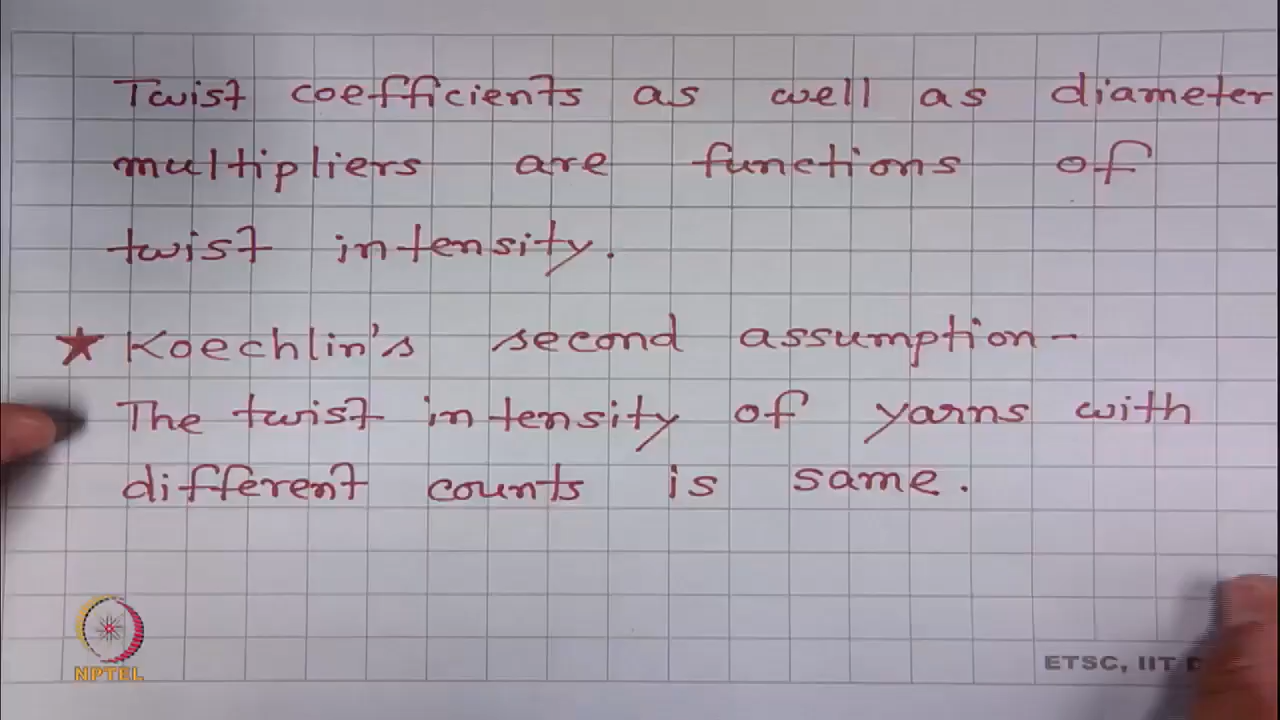 Twist coefficients as well as diameter
multipliers are functions of
twist intensity.
★ Koechlin's second assumption-
The twist intensity of yarns with
different counts is same.
NPTEL
ETSC, IIT D